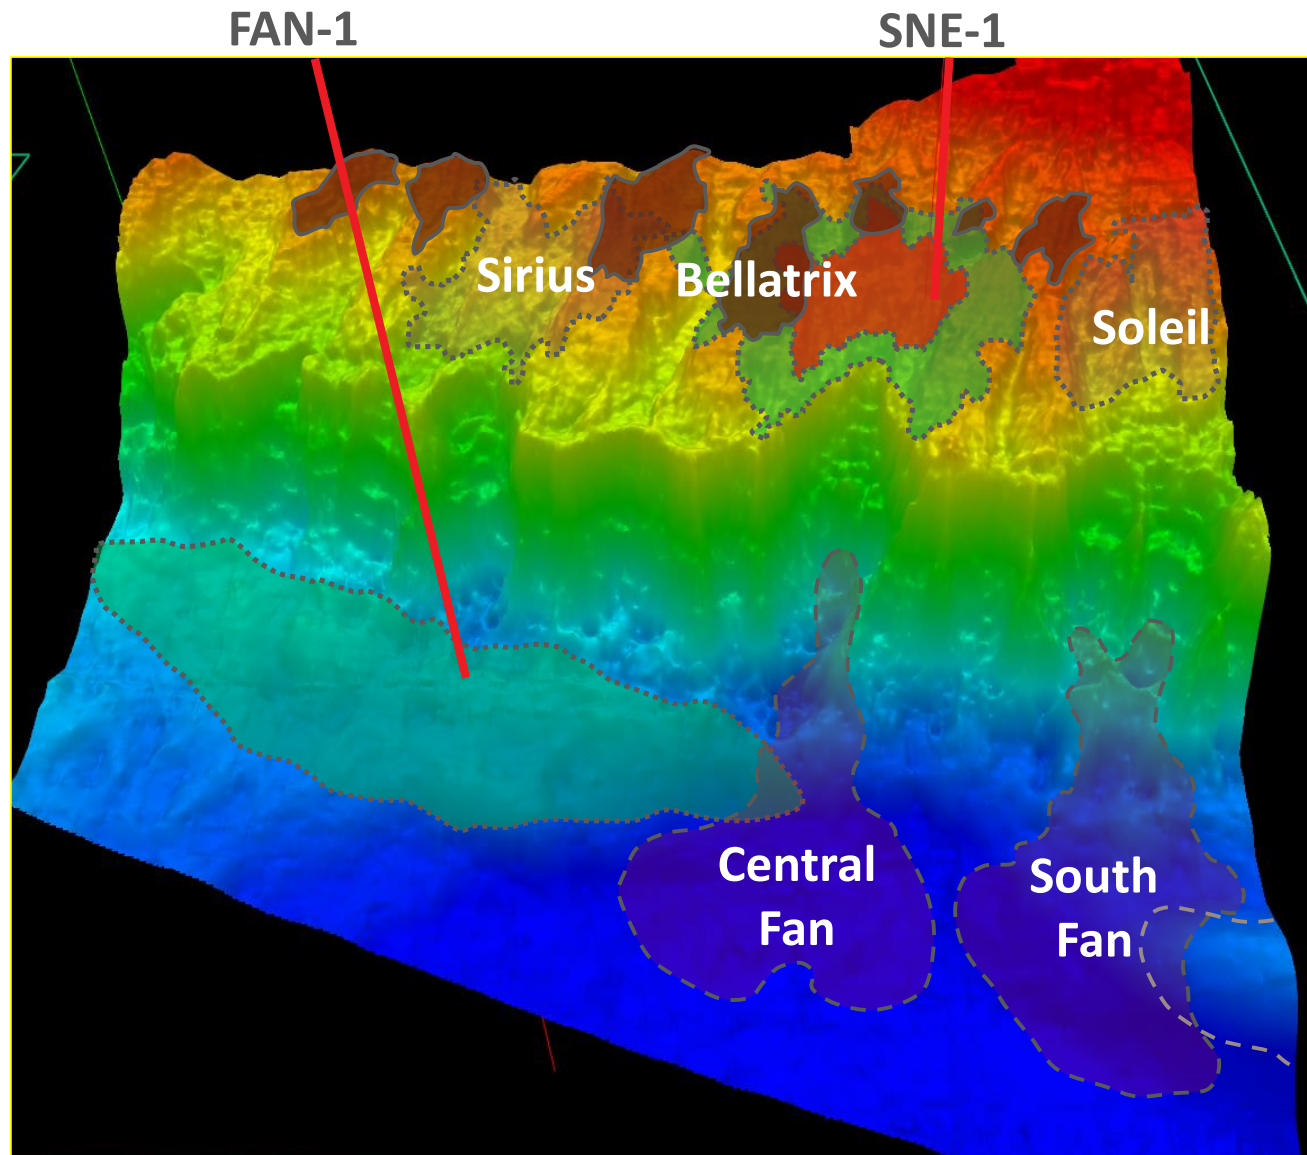 FAN-1
SNE-1
Sirius
Bellatrix
Soleil
Central
Fan
South
Fan